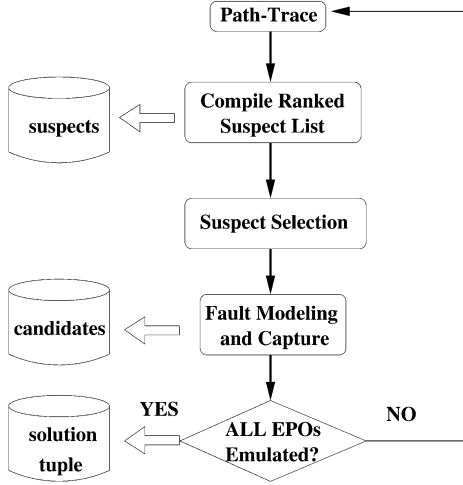 Path-Trace
Compile Ranked
Suspect List
suspects
Suspect Selection
Fault Modeling
and Capture
candidates
ALL EPOs
Emulated?
YES
NO
solution
tuple